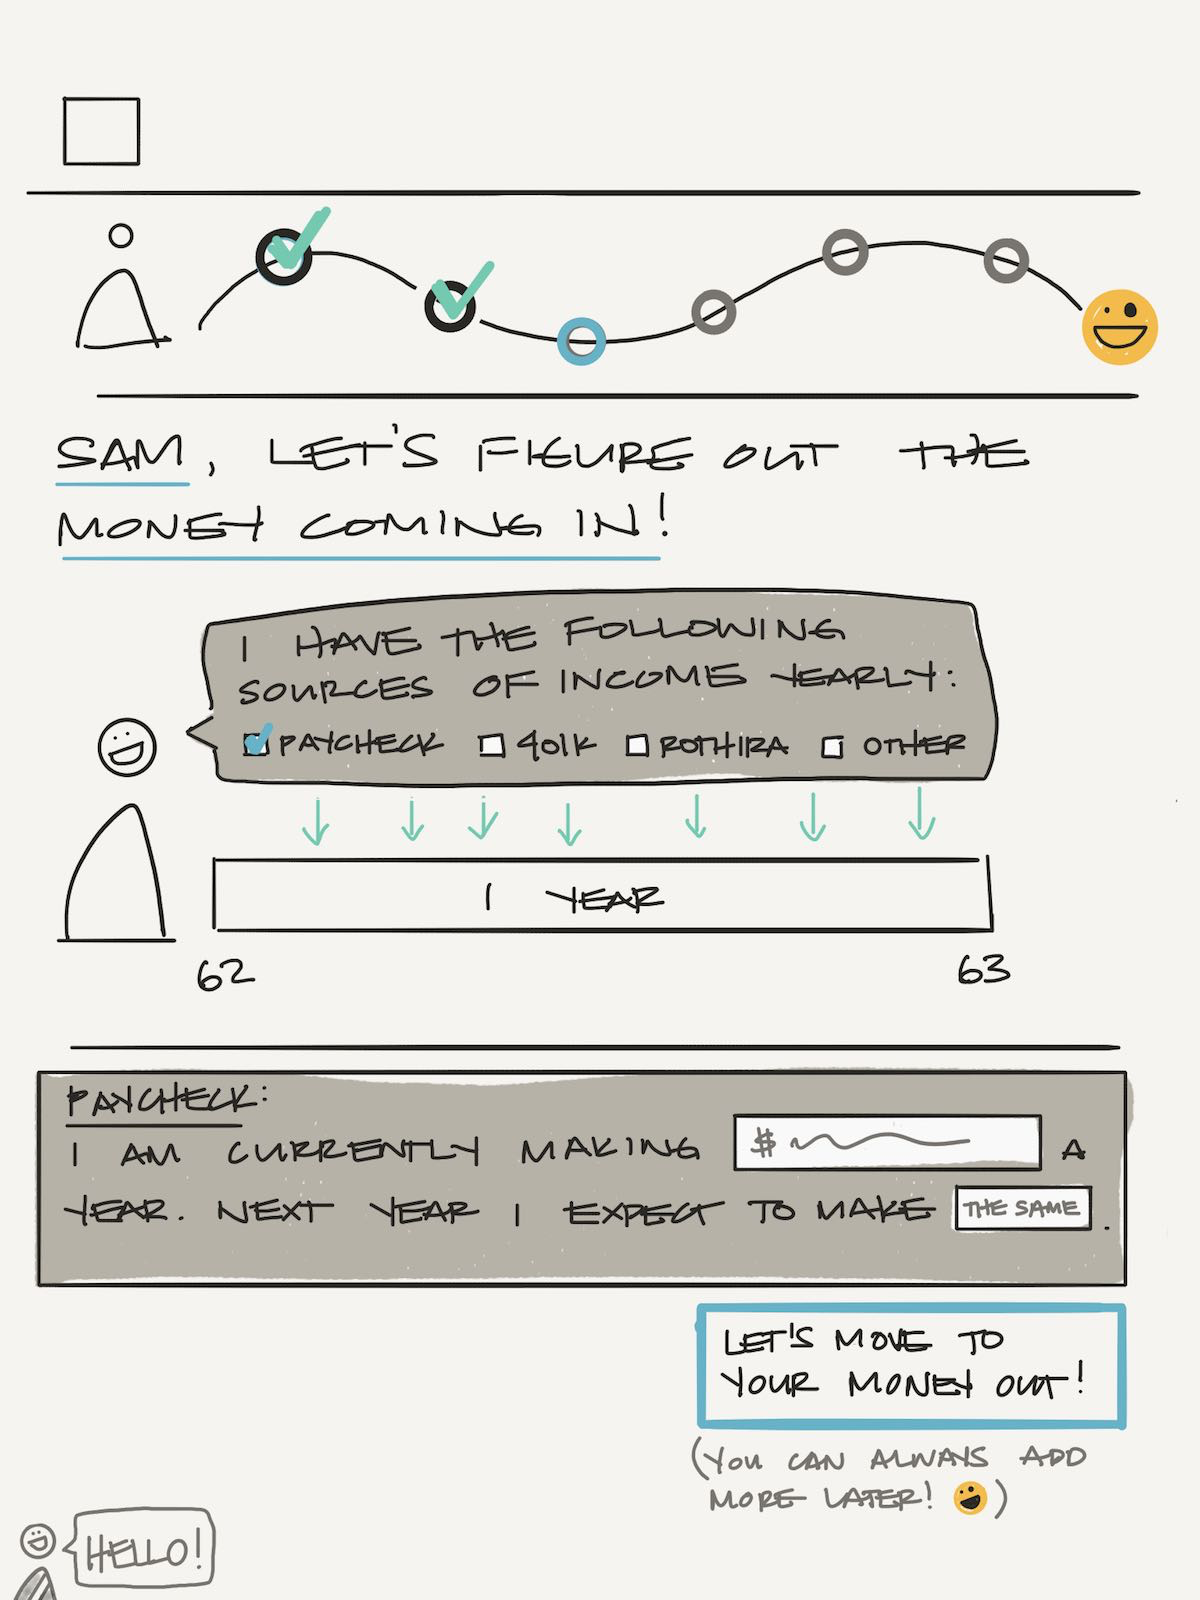 SAM, LET'S FIGURE OUT THE
MONEY COMING IN!
I HAVE THE FOLLOWING
SOURCES OF INCOME YEARLY:
PAYCHECK 401K ROTH IRA OTHER
1 YEAR
62 63
PAYCHECK:
I AM CURRENTLY MAKING $ A
YEAR. NEXT YEAR I EXPECT TO MAKE THE SAME.
LET'S MOVE TO
YOUR MONEY OUT!
(YOU CAN ALWAYS ADD
MORE LATER! )
HELLO!